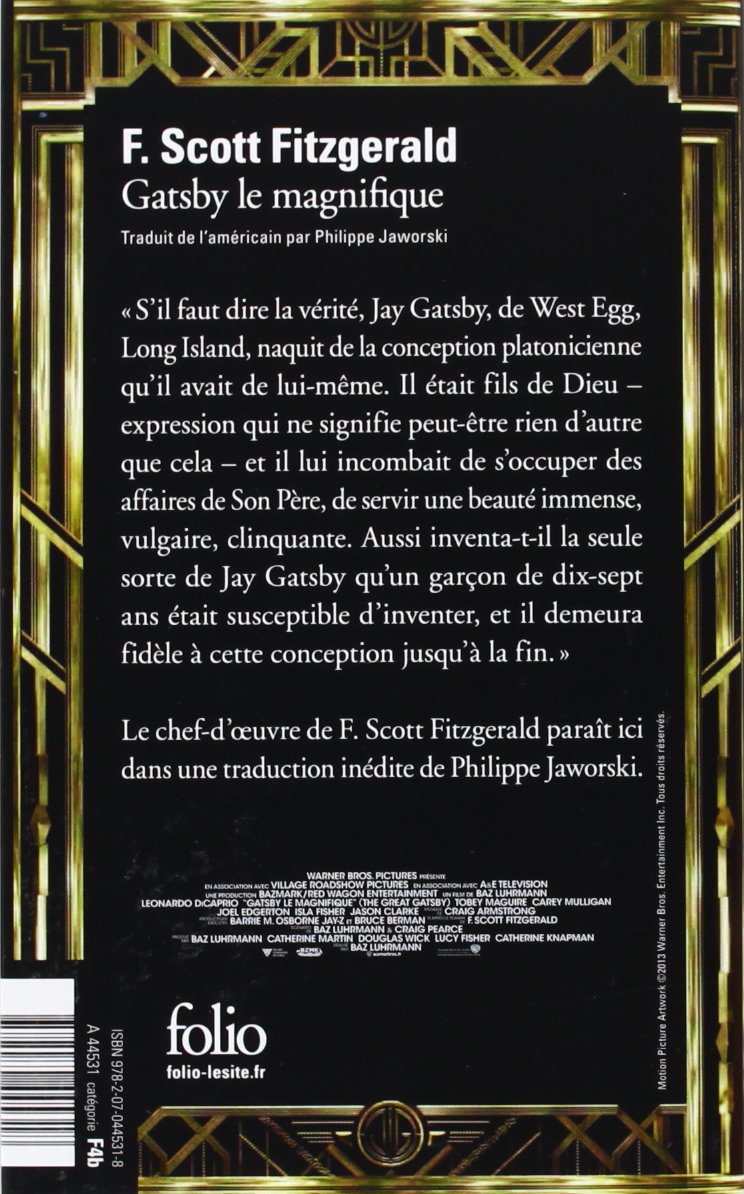 F. Scott Fitzgerald
Gatsby le magnifique
Traduit de l'américain par Philippe Jaworski
« S'il faut dire la vérité, Jay Gatsby, de West Egg,
Long Island, naquit de la conception platonicienne
qu'il avait de lui-même. Il était fils de Dieu –
expression qui ne signifie peut-être rien d'autre
que cela – et il lui incombait de s'occuper des
affaires de Son Père, de servir une beauté immense,
vulgaire, clinquante. Aussi inventa-t-il la seule
sorte de Jay Gatsby qu'un garçon de dix-sept
ans était susceptible d'inventer, et il demeura
fidèle à cette conception jusqu'à la fin. »
Le chef-d'œuvre de F. Scott Fitzgerald paraît ici
dans une traduction inédite de Philippe Jaworski.
WARNER BROS. PICTURES PRÉSENTE
EN ASSOCIATION AVEC VILLAGE ROADSHOW PICTURES EN ASSOCIATION AVEC A&E TELEVISION
UNE PRODUCTION BAZMARK/RED WAGON ENTERTAINMENT UN FILM DE BAZ LUHRMANN
LEONARDO DiCAPRIO "GATSBY LE MAGNIFIQUE" (THE GREAT GATSBY) TOBEY MAGUIRE CAREY MULLIGAN
JOEL EDGERTON ISLA FISHER JASON CLARKE CRAIG ARMSTRONG
BARRIE M. OSBORNE JAY-Z ET BRUCE BERMAN F. SCOTT FITZGERALD
BAZ LUHRMANN & CRAIG PEARCE
BAZ LUHRMANN CATHERINE MARTIN DOUGLAS WICK LUCY FISHER CATHERINE KNAPMAN
BAZ LUHRMANN
Motion Picture Artwork ©2013 Warner Bros. Entertainment Inc. Tous droits réservés.
folio
folio-lesite.fr
ISBN 978-2-07-044531-8
A 44531 catégorie F4b